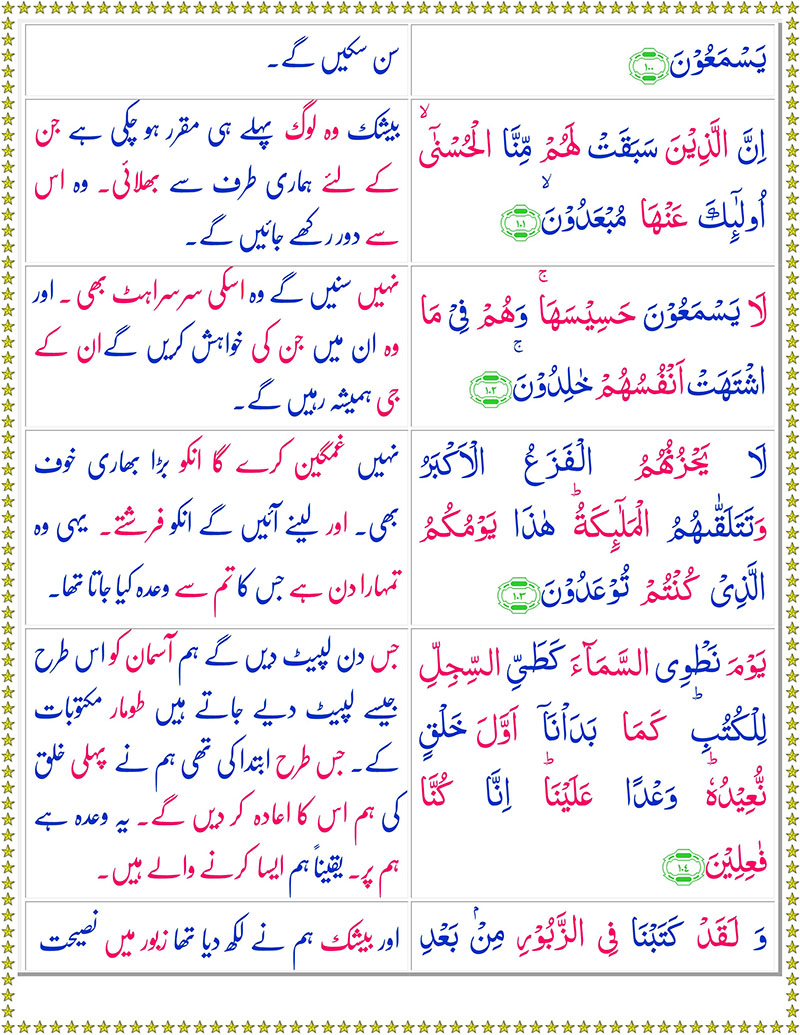 يَسۡمَعُوۡنَ ١٠٠
سن سکیں گے۔
اِنَّ الَّذِيۡنَ سَبَقَتۡ لَهُمۡ مِّنَّا الۡحُسۡنٰٓىۙ
اُولٰٓٮِٕكَ عَنۡهَا مُبۡعَدُوۡنَۙ ١٠١
بیشک وہ لوگ پہلے ہی مقرر ہو چکی ہے جن
کے لئے ہماری طرف سے بھلائی۔ وہ اس
سے دور رکھے جائیں گے۔
لَا يَسۡمَعُوۡنَ حَسِيۡسَهَاۚ وَهُمۡ فِىۡ مَا
اشۡتَهَتۡ اَنۡفُسُهُمۡ خٰلِدُوۡنَۚ ١٠٢
نہیں سنیں گے وہ اسکی سرسراہٹ بھی ۔ اور
وہ ان میں جن کی خواہش کریں گے ان کے
جی ہمیشہ رہیں گے۔
لَا يَحۡزُنُهُمُ الۡفَزَعُ الۡاَكۡبَرُ
وَتَتَلَقّٰٮهُمُ الۡمَلٰٓٮِٕكَةُ ؕ هٰذَا يَوۡمُكُمُ
الَّذِىۡ كُنۡتُمۡ تُوۡعَدُوۡنَ ١٠٣
نہیں غمگین کرے گا انکو بڑا بھاری خوف
بھی۔ اور لینے آئیں گے انکو فرشتے۔ یہی وہ
تمہارا دن ہے جس کا تم سے وعدہ کیا جاتا تھا۔
يَوۡمَ نَطۡوِى السَّمَآءَ كَطَىِّ السِّجِلِّ
لِلۡكُتُبِؕ كَمَا بَدَاۡنَاۤ اَوَّلَ خَلۡقٍ
نُّعِيۡدُهٗ ؕ وَعۡدًا عَلَيۡنَا ؕ اِنَّا كُنَّا
فٰعِلِيۡنَ ١٠٤
جس دن لپیٹ دیں گے ہم آسمان کو اس طرح
جیسے لپیٹ دیے جاتے ہیں طومار مکتوبات
کے۔ جس طرح ابتدا کی تھی ہم نے پہلی خلق
کی ہم اس کا اعادہ کر دیں گے۔ یہ وعدہ ہے
ہم پر۔ یقیناً ہم ایسا کرنے والے ہیں۔
وَ لَقَدۡ كَتَبۡنَا فِى الزَّبُوۡرِ مِنۡۢ بَعۡدِ
اور بیشک ہم نے لکھ دیا تھا زبور میں نصیحت